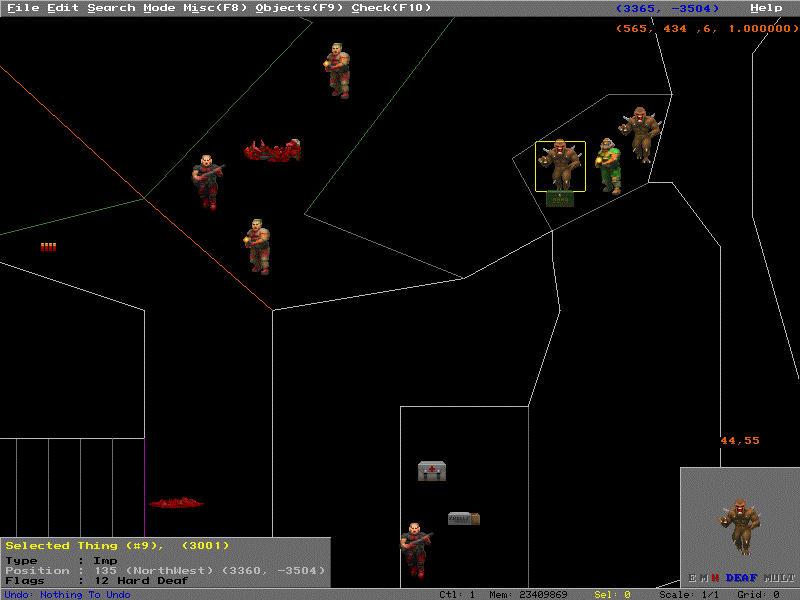 File Edit Search Mode Misc(F8) Objects(F9) Check(F10) (3365, -3504) Help
(565, 434 ,6, 1.000000)
44,55
Selected Thing (#9), (3001)
Type : Imp
Position : 135 (NorthWest) (3360, -3504)
Flags : 12 Hard Deaf
E M H DEAF MULT
Undo: Nothing To Undo Ctl: 1 Mem: 23409869 Sel: 0 Scale: 1/1 Grid: 0